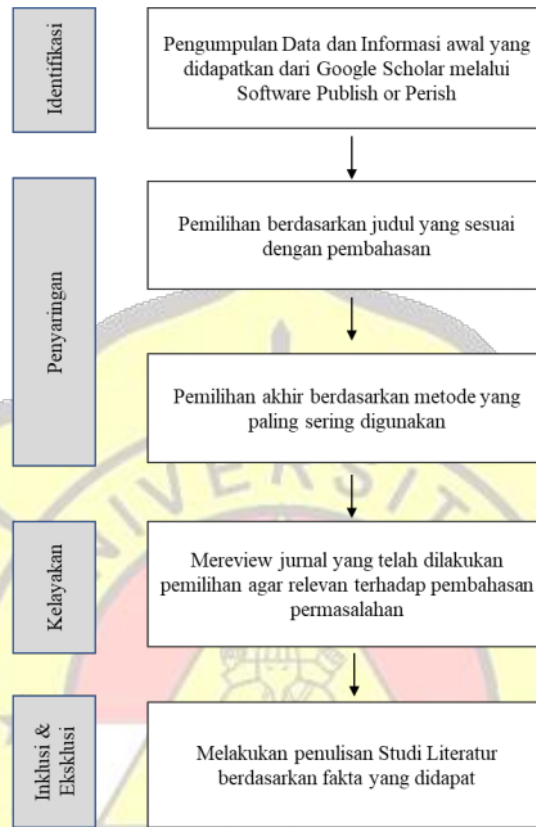 Identifikasi
Pengumpulan Data dan Informasi awal yang
didapatkan dari Google Scholar melalui
Software Publish or Perish
Penyaringan
Pemilihan berdasarkan judul yang sesuai
dengan pembahasan
Pemilihan akhir berdasarkan metode yang
paling sering digunakan
Kelayakan
Mereview jurnal yang telah dilakukan
pemilihan agar relevan terhadap pembahasan
permasalahan
Inklusi &
Eksklusi
Melakukan penulisan Studi Literatur
berdasarkan fakta yang didapat
NIVERSIT